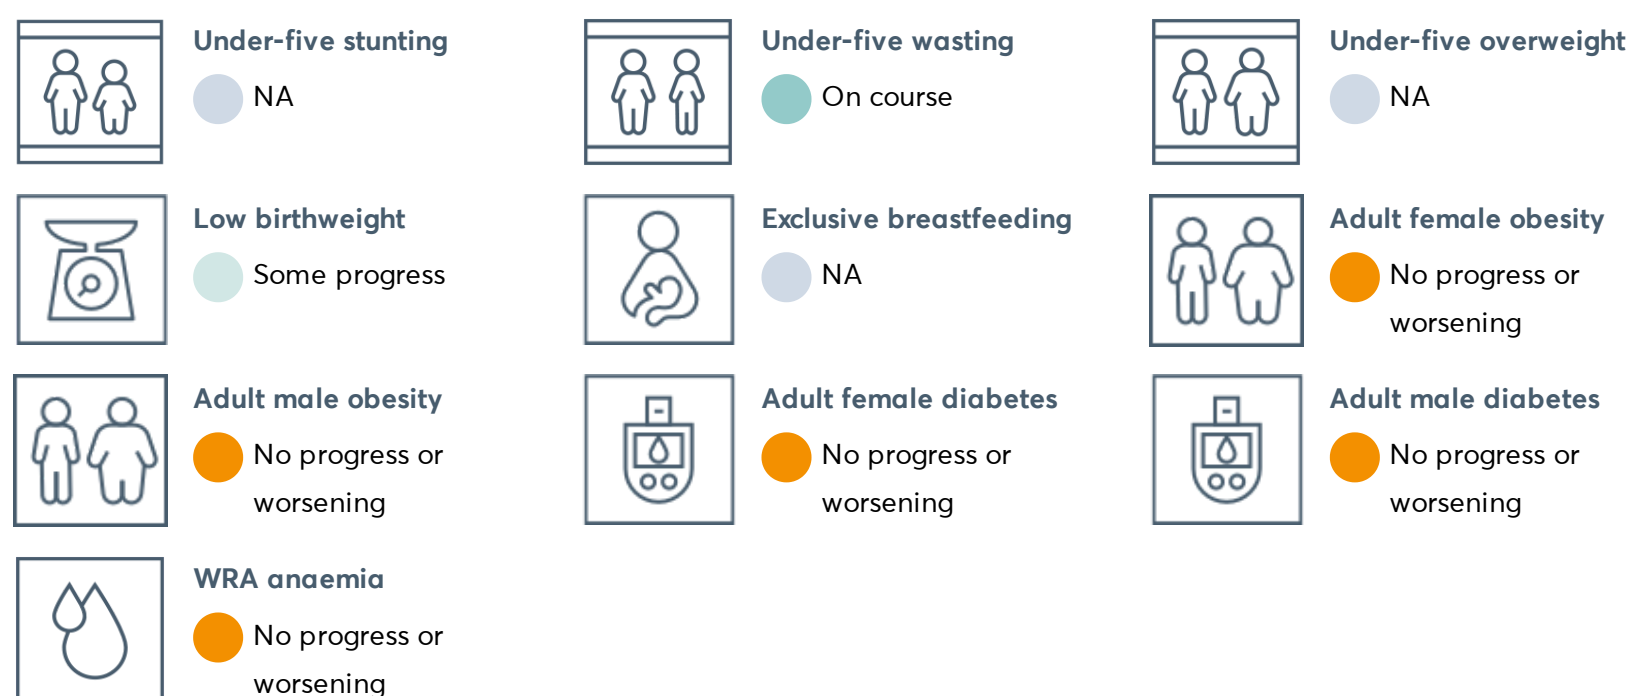 Under-five stunting
NA
Under-five wasting
On course
Under-five overweight
NA
Low birthweight
Some progress
Exclusive breastfeeding
NA
Adult female obesity
No progress or
worsening
Adult male obesity
No progress or
worsening
Adult female diabetes
No progress or
worsening
Adult male diabetes
No progress or
worsening
WRA anaemia
No progress or
worsening